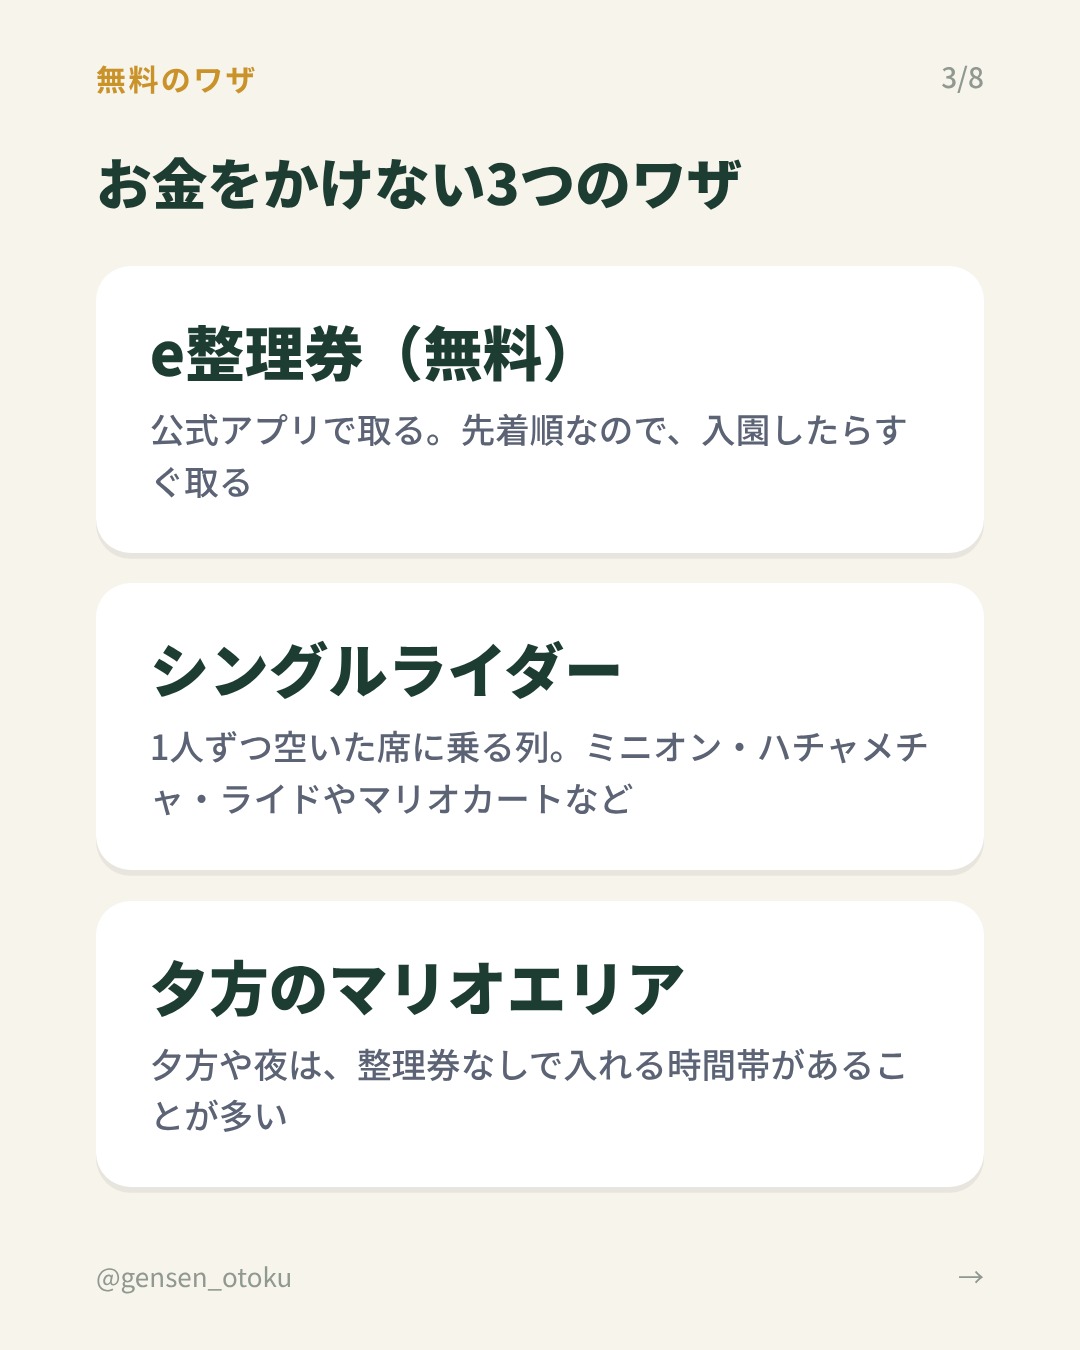 無料のワザ
3/8
お金をかけない3つのワザ
e整理券（無料）
公式アプリで取る。先着順なので、入園したらす
ぐ取る
シングルライダー
1人ずつ空いた席に乗る列。ミニオン・ハチャメチ
ャ・ライドやマリオカートなど
夕方のマリオエリア
夕方や夜は、整理券なしで入れる時間帯があるこ
とが多い
@gensen_otoku
→